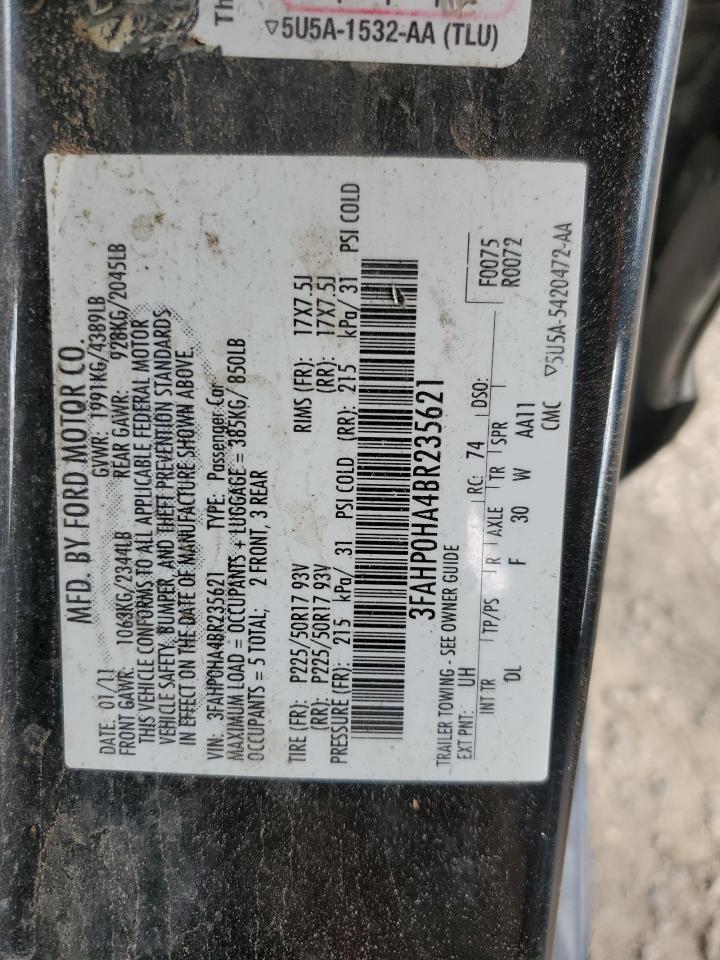 Th
▽5U5A-1532-AA (TLU)
MFD. BY FORD MOTOR CO.
DATE: 01/11 GVWR: 1991KG/4389LB
FRONT GAWR: 1063KG/2344LB REAR GAWR: 928KG/2045LB
THIS VEHICLE CONFORMS TO ALL APPLICABLE FEDERAL MOTOR
VEHICLE SAFETY, BUMPER, AND THEFT PREVENTION STANDARDS
IN EFFECT ON THE DATE OF MANUFACTURE SHOWN ABOVE.
VIN: 3FAHP0HA4BR235621 TYPE: Passenger Car
MAXIMUM LOAD = OCCUPANTS + LUGGAGE = 385KG/ 850LB
OCCUPANTS = 5 TOTAL; 2 FRONT, 3 REAR
TIRE (FR): P225/50R17 93V RIMS (FR): 17X7.5J
(RR): P225/50R17 93V (RR): 17X7.5J
PRESSURE (FR): 215 kPa/ 31 PSI COLD (RR): 215 kPa/ 31 PSI COLD
3FAHP0HA4BR235621
TRAILER TOWING - SEE OWNER GUIDE
EXT PNT: UH RC: 74 DSO: F0075
R0072
INT TR TP/PS R AXLE TR SPR
DL F 30 W AA11
CMC ▽5U5A-5420472-AA